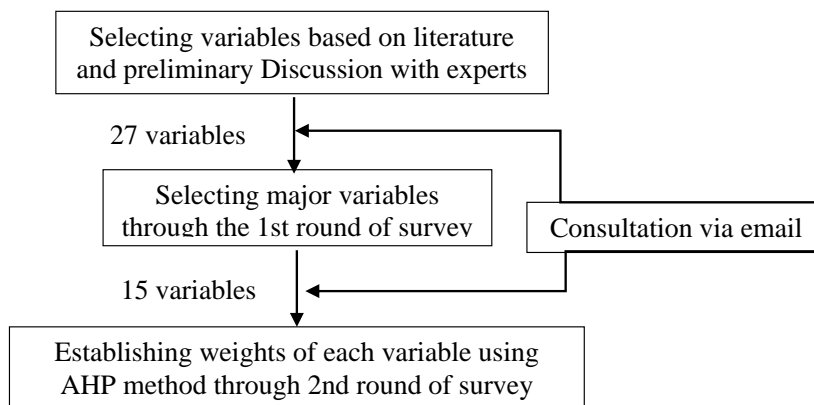 Selecting variables based on literature
and preliminary Discussion with experts
27 variables
Selecting major variables
through the 1st round of survey
Consultation via email
15 variables
Establishing weights of each variable using
AHP method through 2nd round of survey